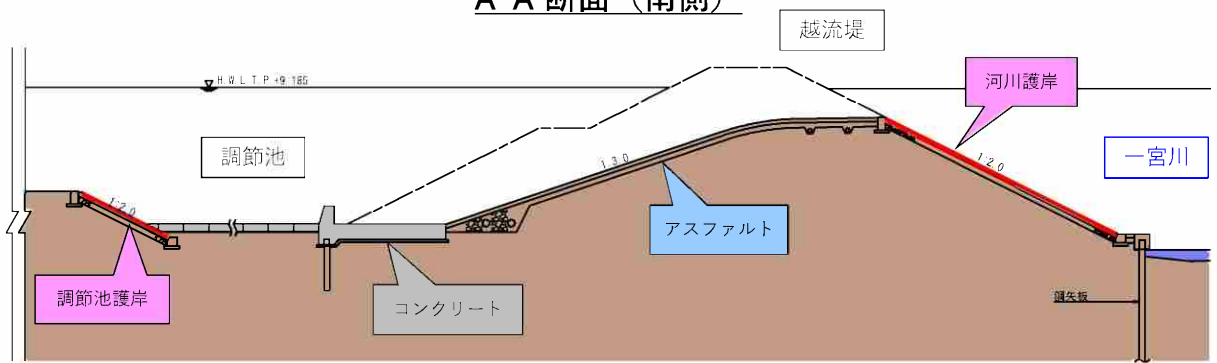 A-A断面（南側）
越流堤
H.W.L T.P +9.185
河川護岸
調節池
一宮川
1:3.0
1:2.0
1:2.0
アスファルト
調節池護岸
コンクリート
鋼矢板